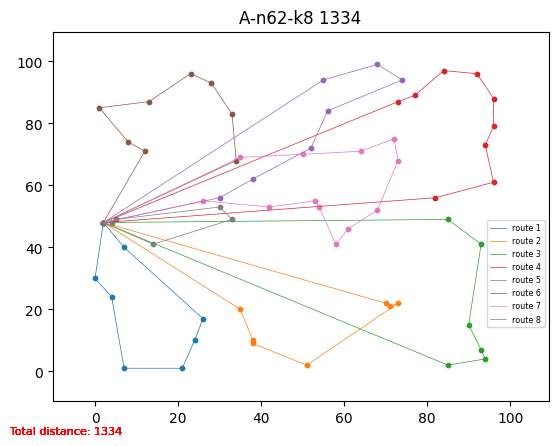 A-n62-k8 1334
100
80
60
40
20
0
0 20 40 60 80 100
route 1
route 2
route 3
route 4
route 5
route 6
route 7
route 8
Total distance: 1334